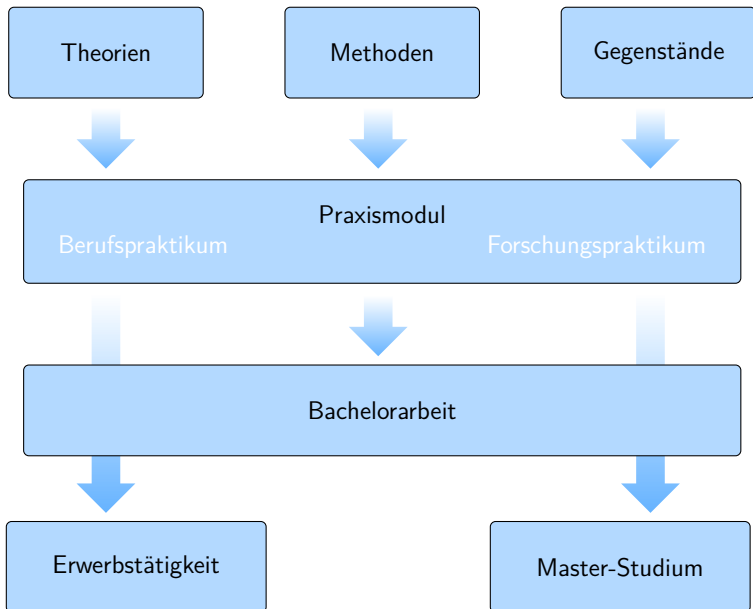 Theorien
Methoden
Gegenstände
Praxismodul
Berufspraktikum
Forschungspraktikum
Bachelorarbeit
Erwerbstätigkeit
Master-Studium